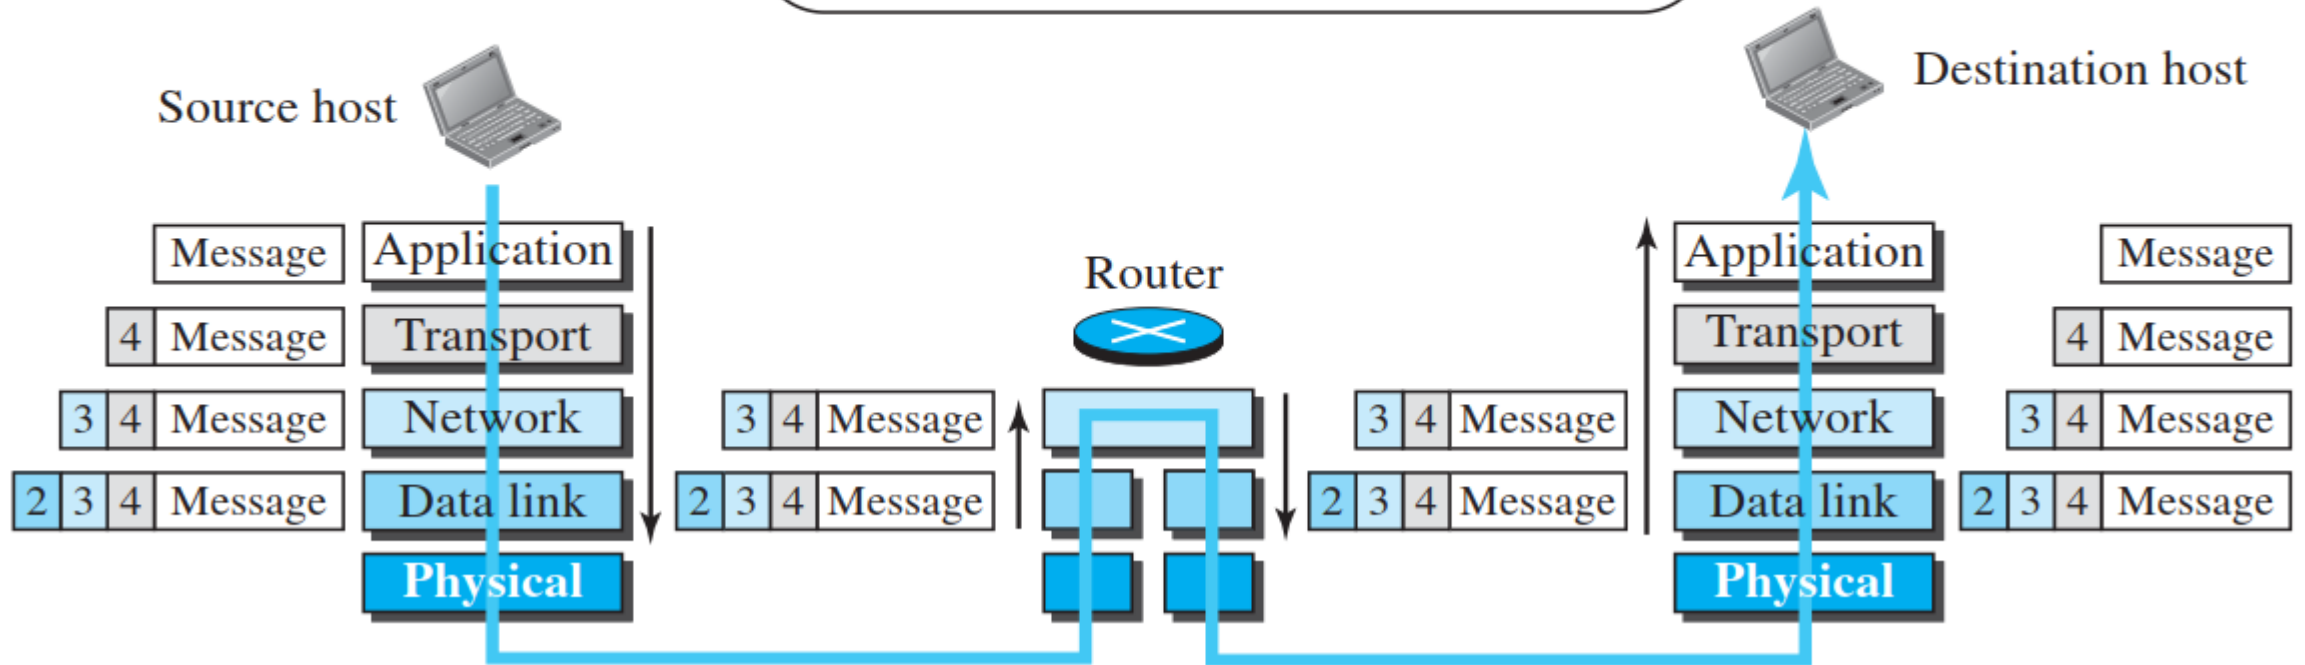 Source host
Destination host
Message Application
Router
Application Message
4 Message Transport
Transport 4 Message
3 4 Message Network
3 4 Message
3 4 Message
Network 3 4 Message
2 3 4 Message Data link
2 3 4 Message
2 3 4 Message
Data link 2 3 4 Message
Physical
Physical